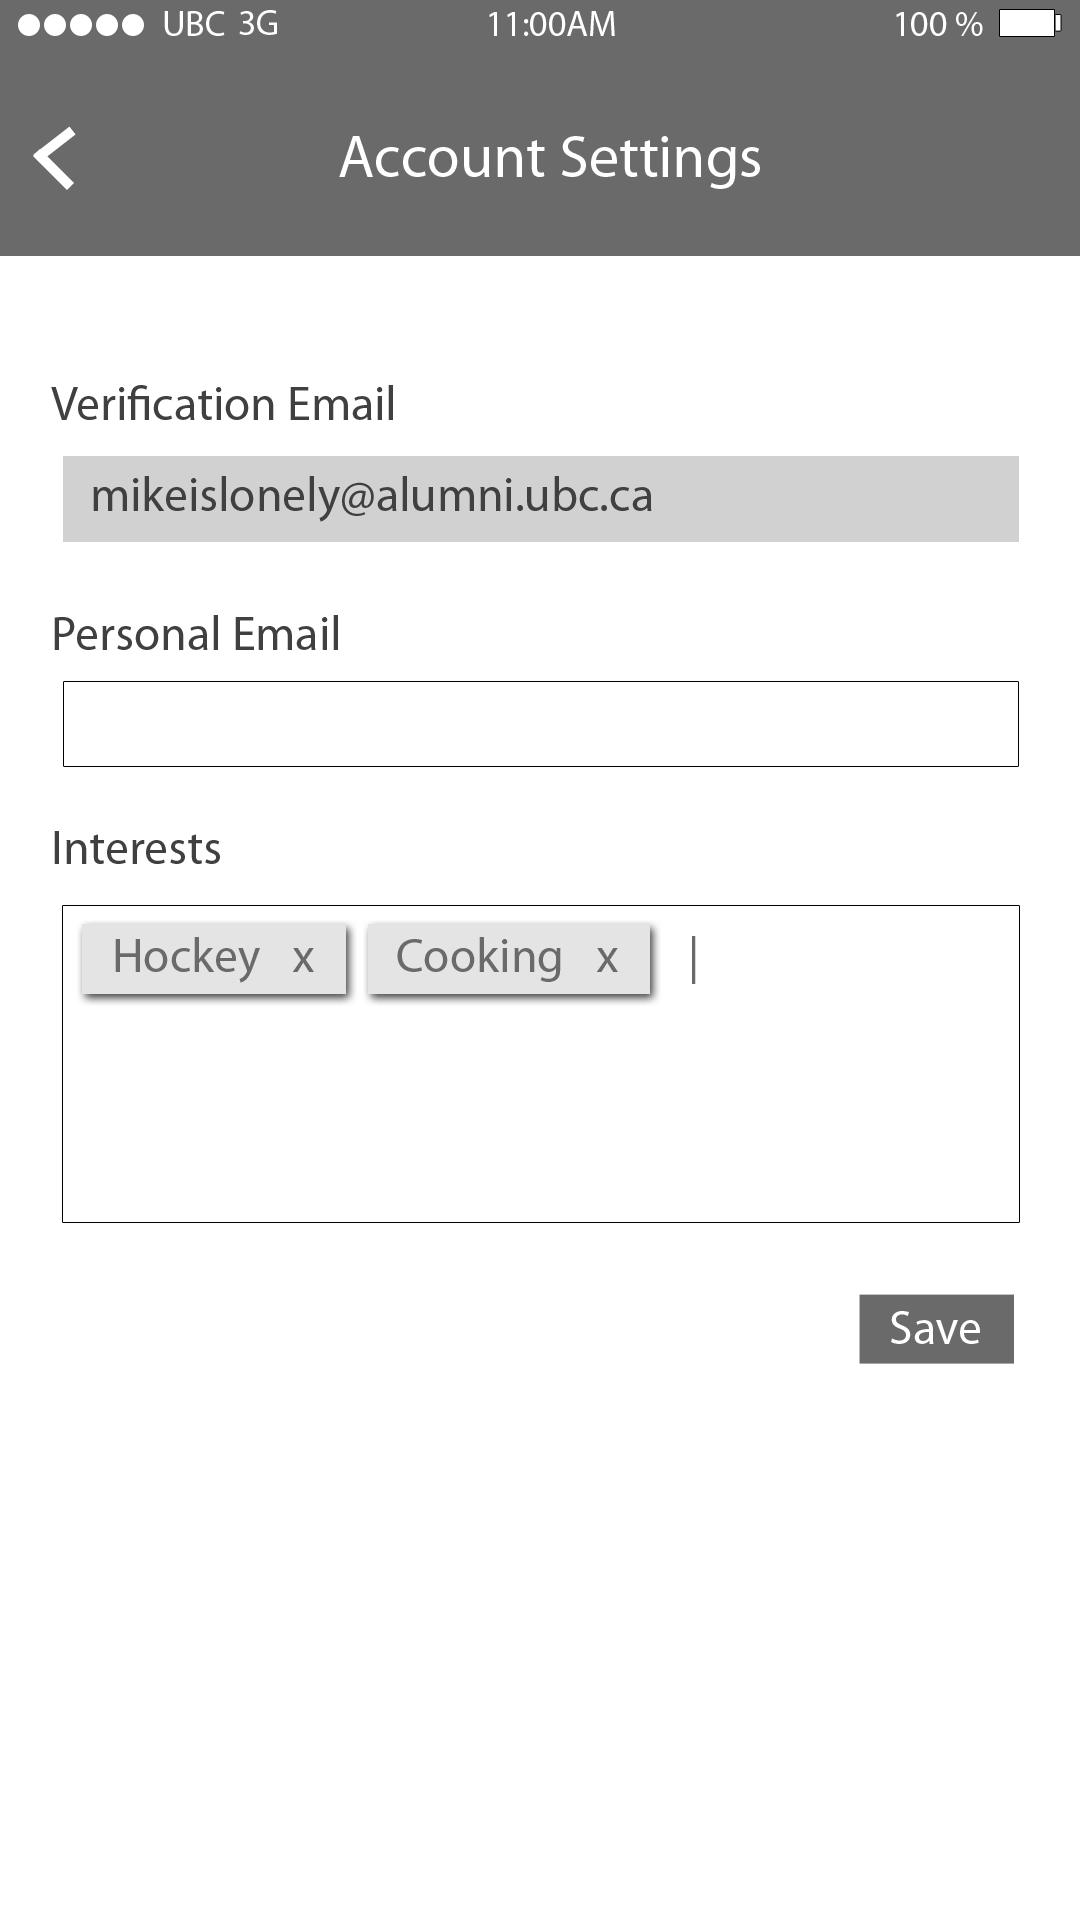 UBC 3G 11:00AM 100 %
Account Settings
Verification Email
mikeislonely@alumni.ubc.ca
Personal Email
Interests
Hockey x Cooking x
Save